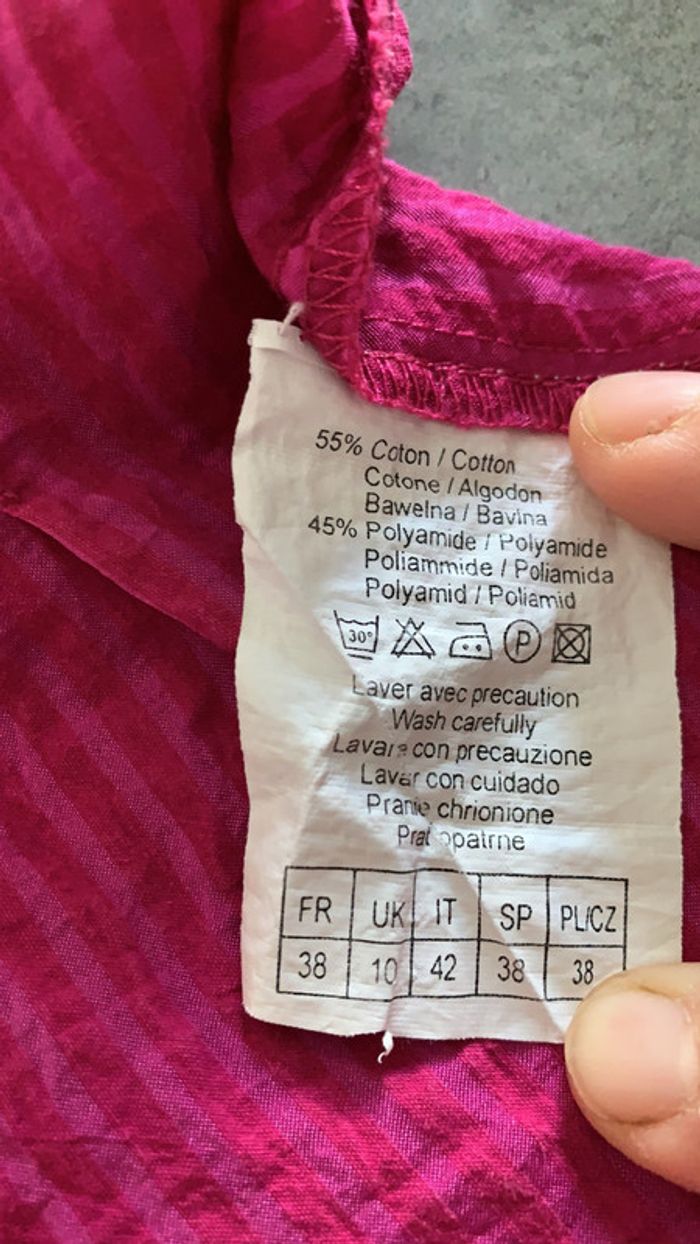 55% Coton / Cotton
Cotone / Algodon
Bawelna / Bavlna
45% Polyamide / Polyamide
Poliammide / Poliamida
Polyamid / Poliamid
30° P
Laver avec precaution
Wash carefully
Lavare con precauzione
Lavar con cuidado
Pranie chrionione
Prat opatrne
FR UK IT SP PL/CZ
38 10 42 38 38